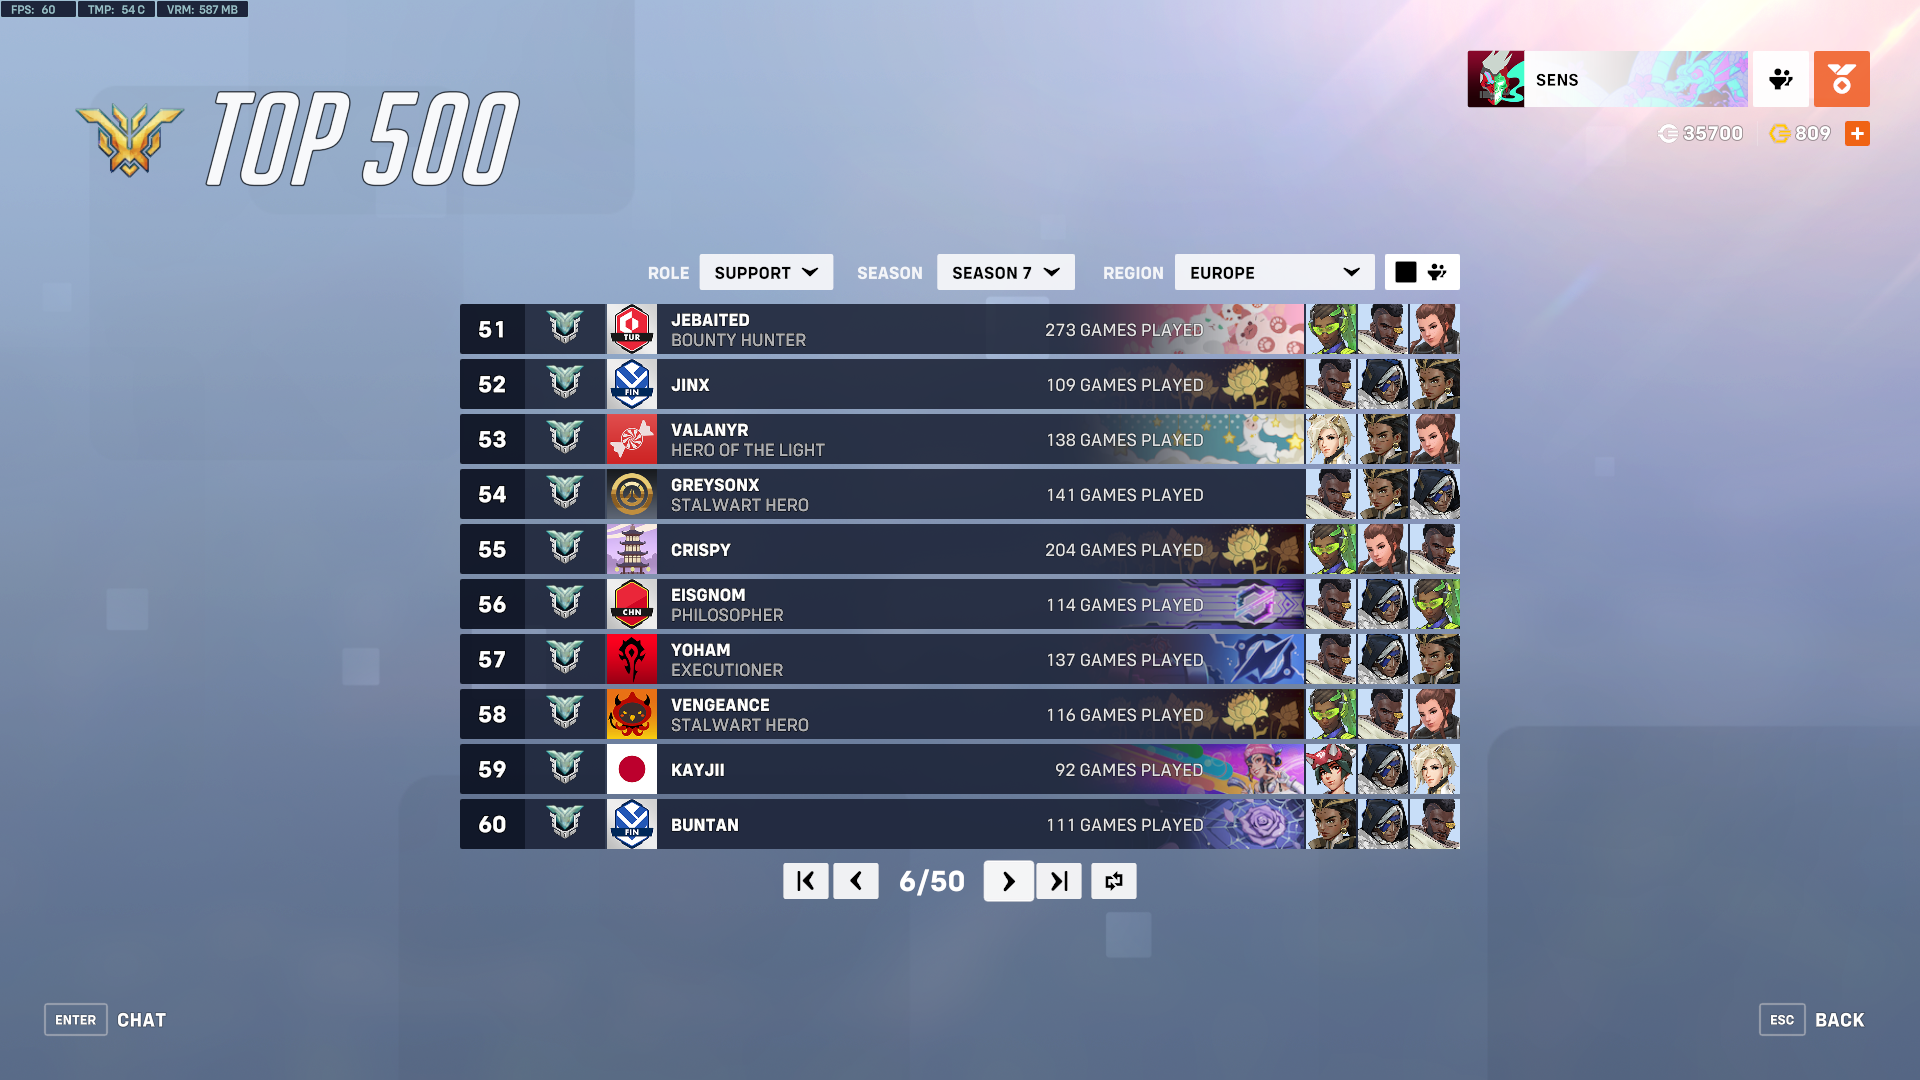 FPS: 60 TMP: 54 C VRM: 587 MB
TOP 500
SENS
35700 809
ROLE SUPPORT SEASON SEASON 7 REGION EUROPE
51 TUR JEBAITED 273 GAMES PLAYED
BOUNTY HUNTER
52 FIN JINX 109 GAMES PLAYED
53 VALANYR 138 GAMES PLAYED
HERO OF THE LIGHT
54 GREYSONX 141 GAMES PLAYED
STALWART HERO
55 CRISPY 204 GAMES PLAYED
56 CHN EISGNOM 114 GAMES PLAYED
PHILOSOPHER
57 YOHAM 137 GAMES PLAYED
EXECUTIONER
58 VENGEANCE 116 GAMES PLAYED
STALWART HERO
59 KAYJII 92 GAMES PLAYED
60 FIN BUNTAN 111 GAMES PLAYED
6/50
ENTER CHAT
ESC BACK